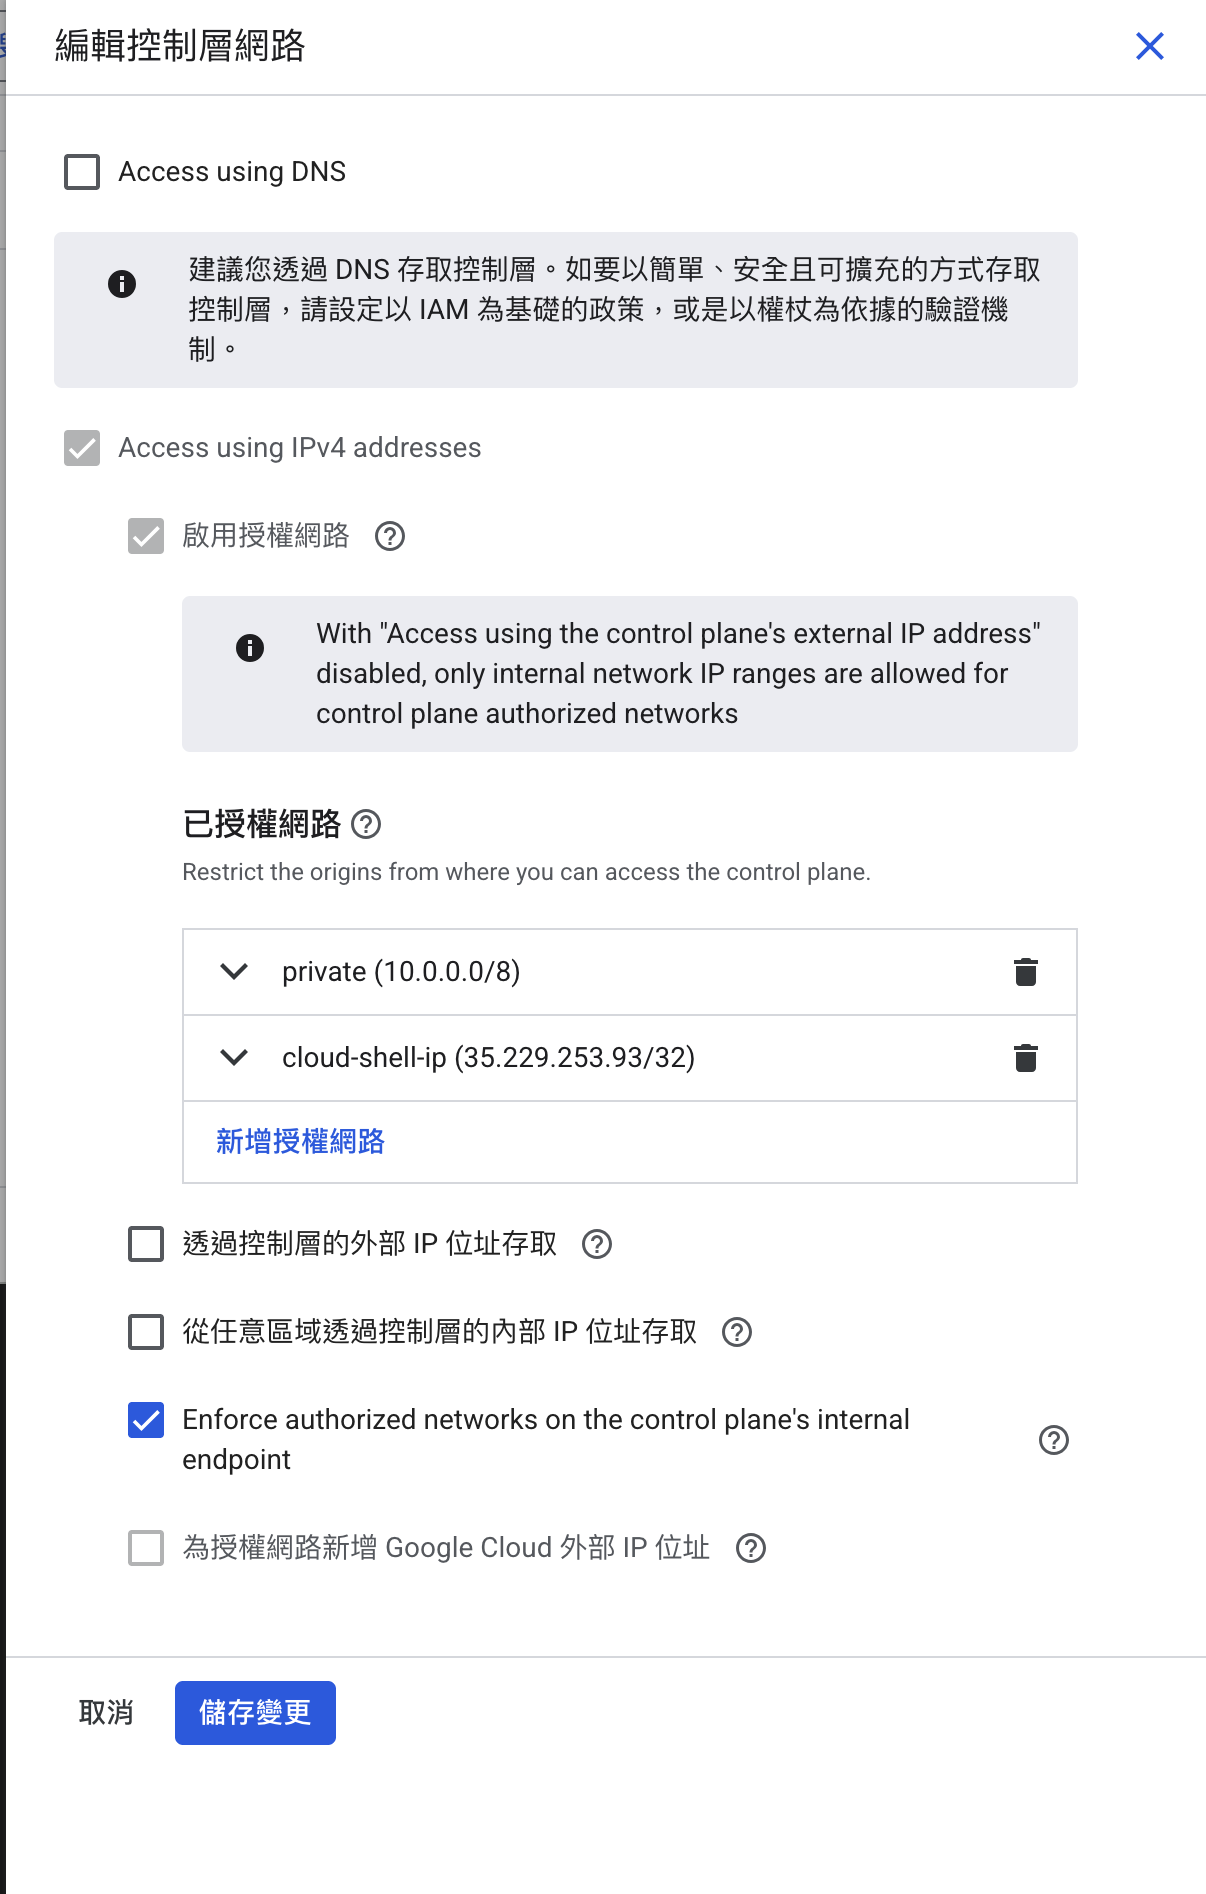 編輯控制層網路
Access using DNS
建議您透過 DNS 存取控制層。如要以簡單、安全且可擴充的方式存取
控制層，請設定以 IAM 為基礎的政策，或是以權杖為依據的驗證機
制。
Access using IPv4 addresses
啟用授權網路
With "Access using the control plane's external IP address"
disabled, only internal network IP ranges are allowed for
control plane authorized networks
已授權網路
Restrict the origins from where you can access the control plane.
private (10.0.0.0/8)
cloud-shell-ip (35.229.253.93/32)
新增授權網路
透過控制層的外部 IP 位址存取
從任意區域透過控制層的內部 IP 位址存取
Enforce authorized networks on the control plane's internal
endpoint
為授權網路新增 Google Cloud 外部 IP 位址
取消
儲存變更